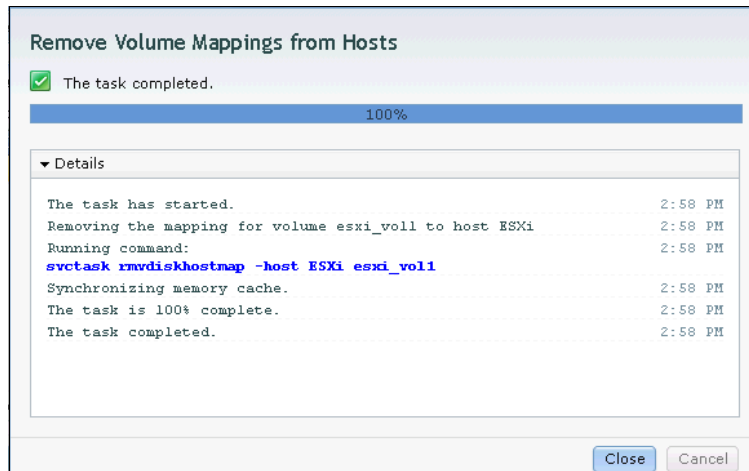 Remove Volume Mappings from Hosts
The task completed.
100%
Details
The task has started. 2:58 PM
Removing the mapping for volume esxi_vol1 to host ESXi 2:58 PM
Running command: 2:58 PM
svctask rmvdiskhostmap -host ESXi esxi_vol1
Synchronizing memory cache. 2:58 PM
The task is 100% complete. 2:58 PM
The task completed. 2:58 PM
Close Cancel